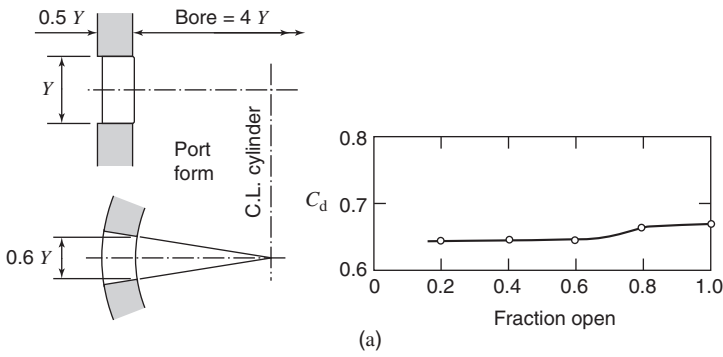 0.5 Y
Bore = 4 Y
Y
Port
form
C.L. cylinder
0.6 Y
0.8
C_d 0.7
0.6
0 0.2 0.4 0.6 0.8 1.0
Fraction open
(a)